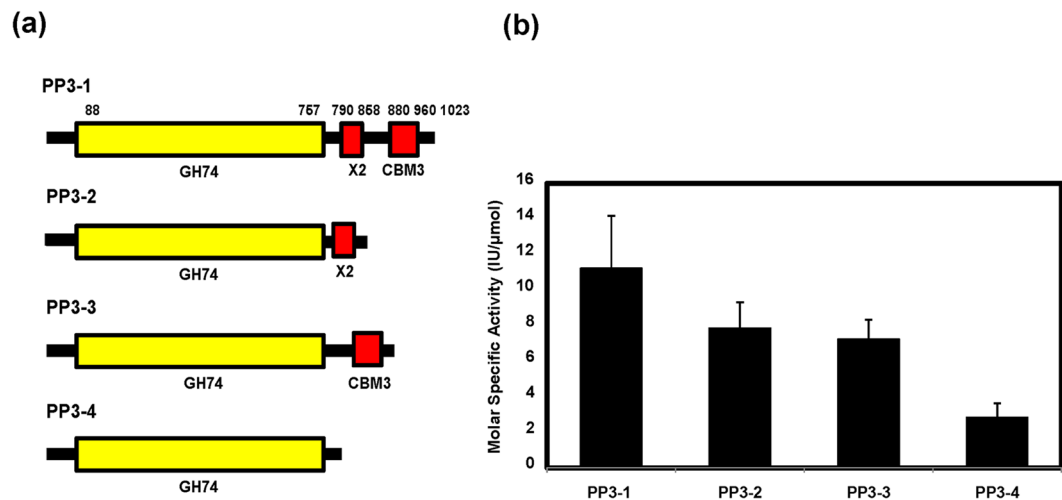 (a)
PP3-1
88 767 790 858 880 960 1023
GH74 X2 CBM3
PP3-2
GH74 X2
PP3-3
GH74 CBM3
PP3-4
GH74
(b)
Molar Specific Activity (IU/μmol)
16
14
12
10
8
6
4
2
0
PP3-1 PP3-2 PP3-3 PP3-4